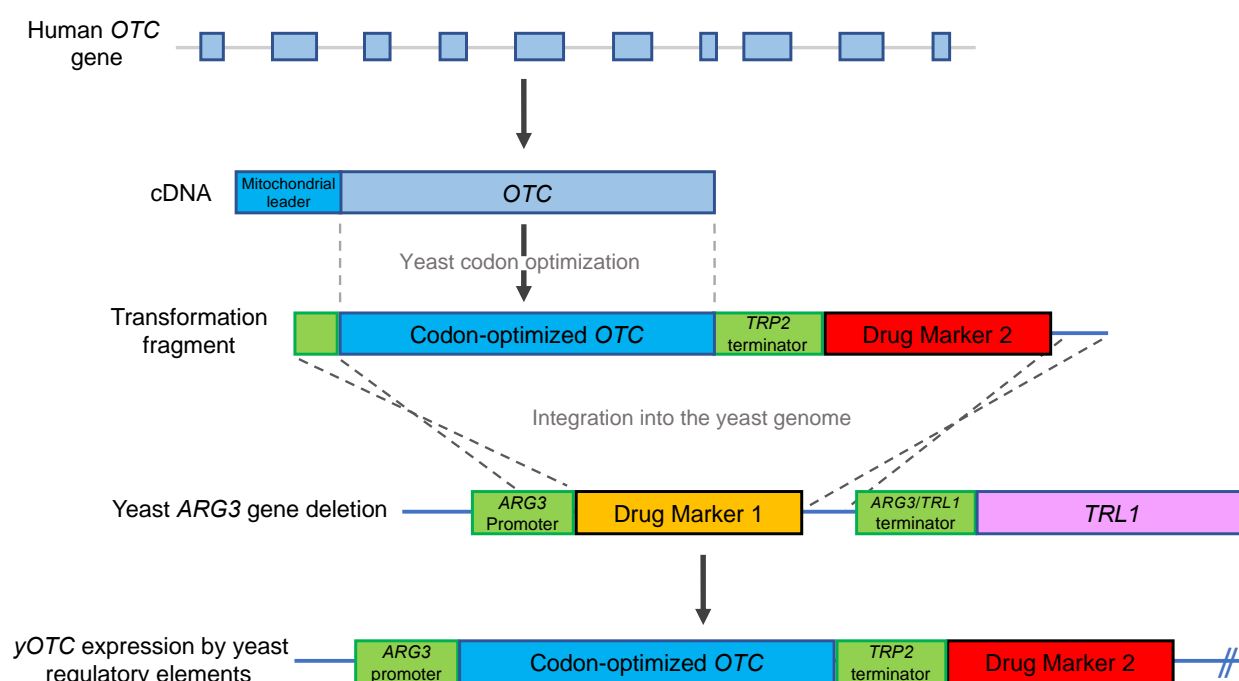 Human OTC
gene
cDNA
Mitochondrial
leader
OTC
Yeast codon optimization
Transformation
fragment
Codon-optimized OTC
TRP2
terminator
Drug Marker 2
Integration into the yeast genome
Yeast ARG3 gene deletion
ARG3
Promoter
Drug Marker 1
ARG3/TRL1
terminator
TRL1
yOTC expression by yeast
regulatory elements
ARG3
promoter
Codon-optimized OTC
TRP2
terminator
Drug Marker 2